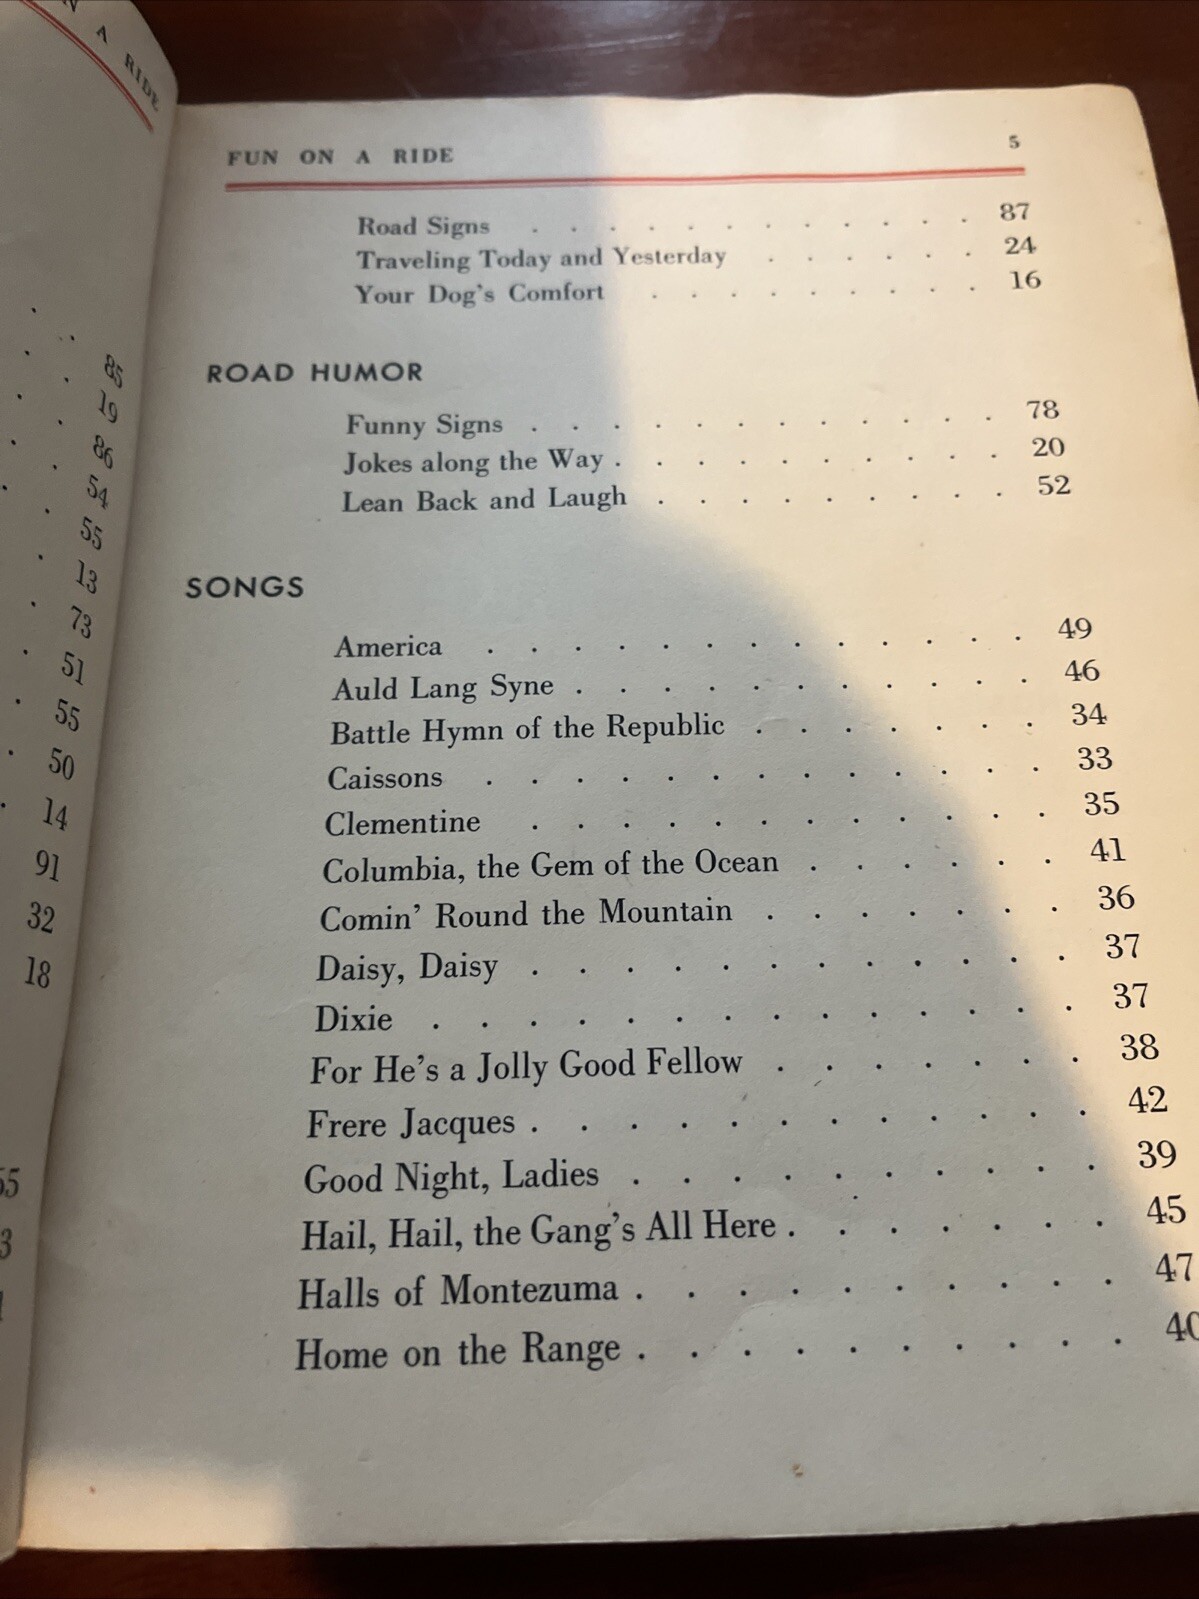 N A RIDE
85
19
86
54
55
13
73
51
55
50
14
91
32
18
FUN ON A RIDE 5
Road Signs . . . . . . . . . . . . 87
Traveling Today and Yesterday . . . . . . 24
Your Dog's Comfort . . . . . . . . . 16
ROAD HUMOR
Funny Signs . . . . . . . . . . . . 78
Jokes along the Way . . . . . . . . . . 20
Lean Back and Laugh . . . . . . . . . 52
SONGS
America . . . . . . . . . . . . . 49
Auld Lang Syne . . . . . . . . . . . 46
Battle Hymn of the Republic . . . . . . . 34
Caissons . . . . . . . . . . . . . 33
Clementine . . . . . . . . . . . . 35
Columbia, the Gem of the Ocean . . . . . . 41
Comin' Round the Mountain . . . . . . . 36
Daisy, Daisy . . . . . . . . . . . . 37
Dixie . . . . . . . . . . . . . . 37
For He's a Jolly Good Fellow . . . . . . . 38
Frere Jacques . . . . . . . . . . . . 42
Good Night, Ladies . . . . . . . . . . 39
Hail, Hail, the Gang's All Here . . . . . . . 45
Halls of Montezuma . . . . . . . . . . 47
Home on the Range . . . . . . . . . . 40